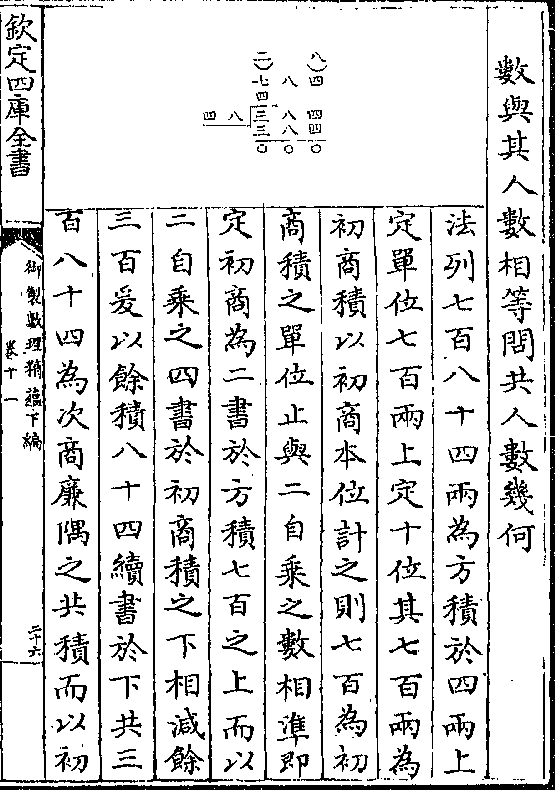 數與其人數相等問共人數幾何
二 八
七 八 四
四
四八 三 八 四
三 八 四
〇 〇 〇
法列七百八十四兩為方積於四兩上
定單位七百兩上定十位其七百兩為
初商積以初商本位計之則七百為初
商積之單位止與二自乘之數相準即
定初商為二書於方積七百之上而以
二自乘之四書於初商積之下相減餘
三百爰以餘積八十四續書於下共三
百八十四為次商廉隅之共積而以初
欽定四庫全書
御製數理精蘊下編
卷十一
二十六